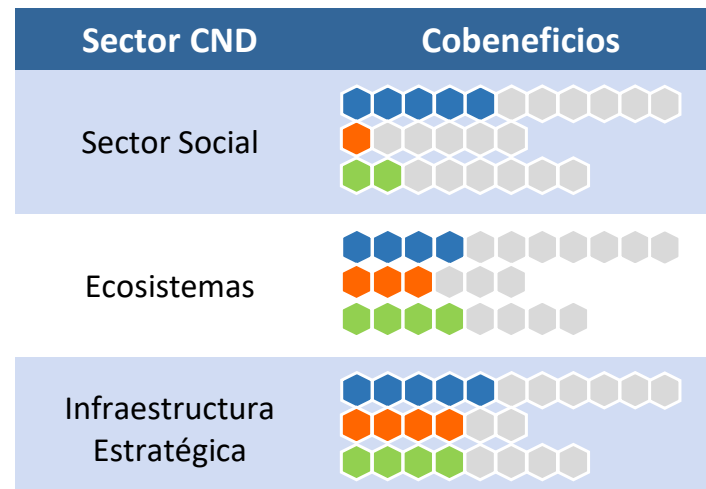 Sector CND Cobeneficios
Sector Social
Ecosistemas
Infraestructura
Estratégica